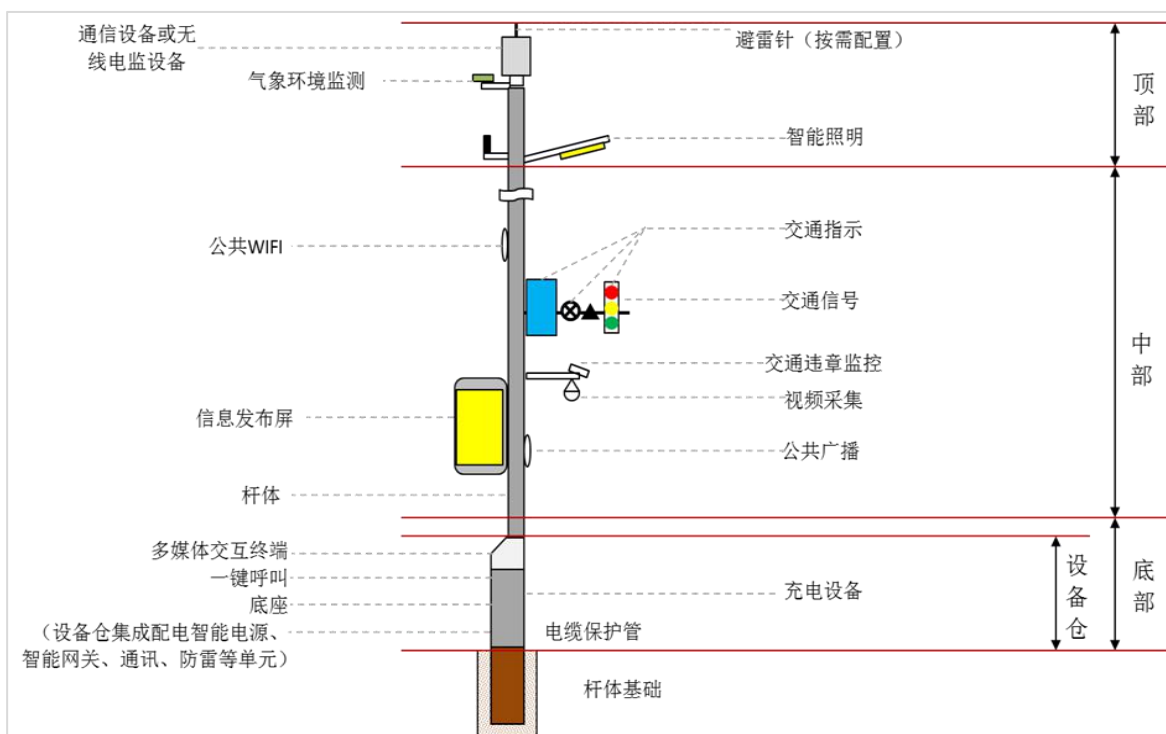 通信设备或无
线电监设备
避雷针（按需配置）
气象环境监测
顶部
智能照明
公共WIFI
交通指示
交通信号
中部
交通违章监控
视频采集
信息发布屏
公共广播
杆体
多媒体交互终端
一键呼叫
底座
充电设备
设备仓
底部
（设备仓集成配电智能电源、
智能网关、通讯、防雷等单元）
电缆保护管
杆体基础